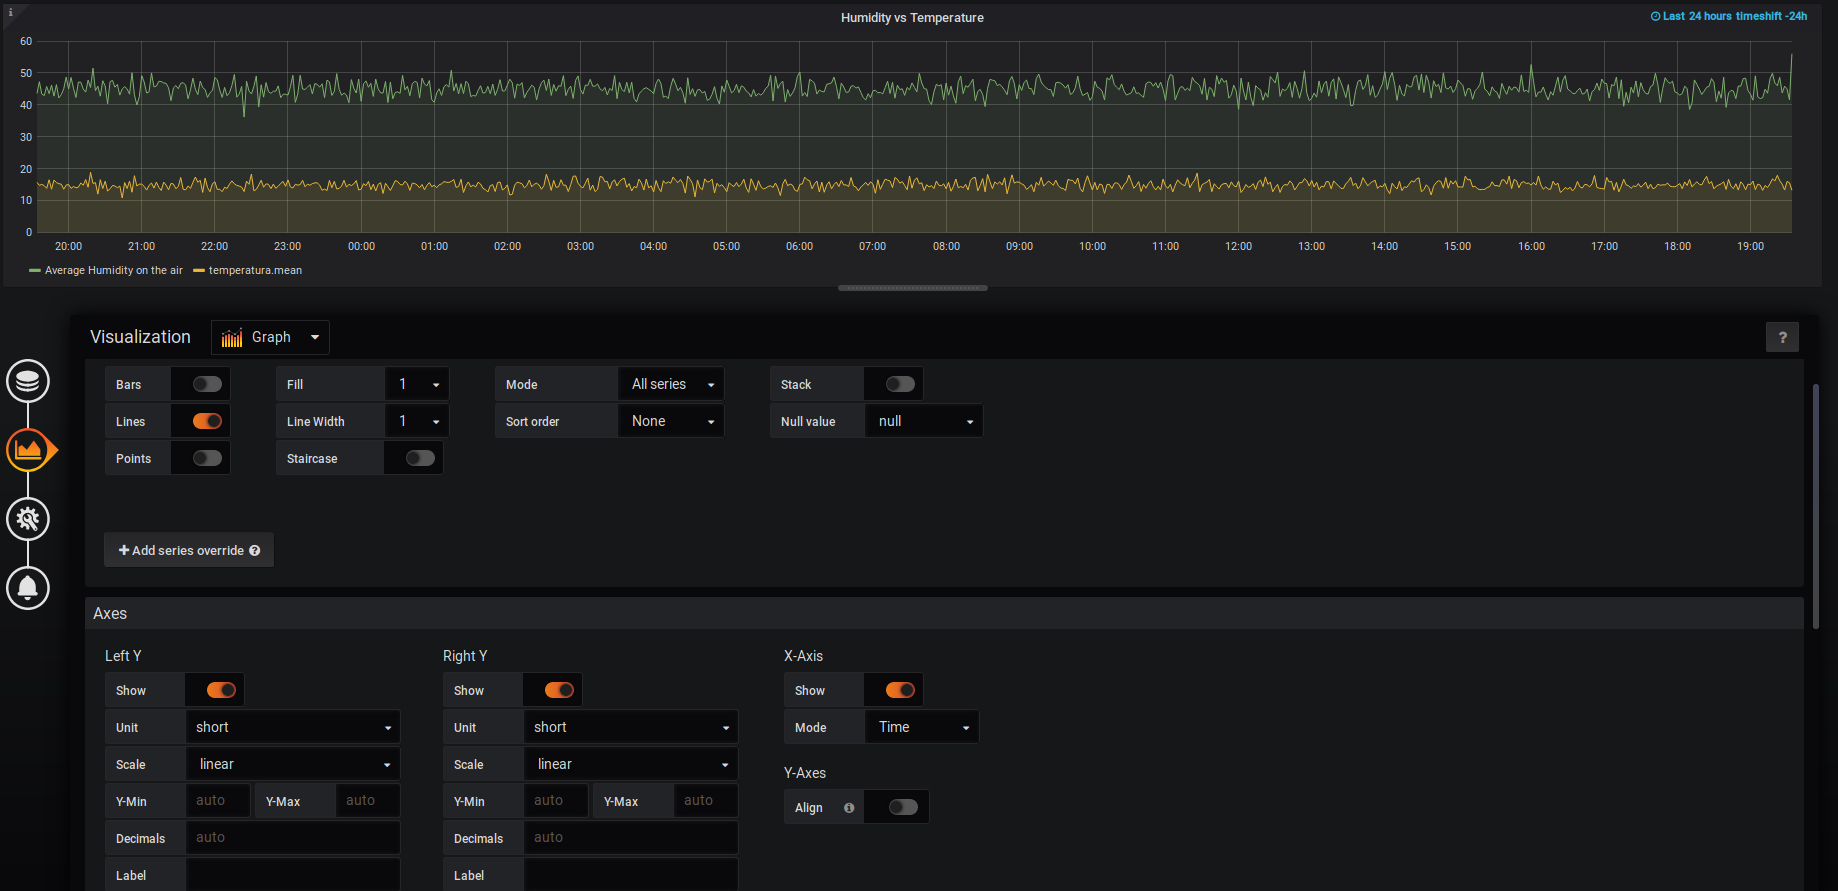 Humidity vs Temperature
Last 24 hours timeshift -24h
60
50
40
30
20
10
0
20:00 21:00 22:00 23:00 00:00 01:00 02:00 03:00 04:00 05:00 06:00 07:00 08:00 09:00 10:00 11:00 12:00 13:00 14:00 15:00 16:00 17:00 18:00 19:00
Average Humidity on the air temperatura.mean
Visualization Graph ?
Bars Fill 1 Mode All series Stack
Lines Line Width 1 Sort order None Null value null
Points Staircase
+ Add series override ?
Axes
Left Y Right Y X-Axis
Show Show Show
Unit short Unit short Mode Time
Scale linear Scale linear
Y-Axes
Y-Min auto Y-Max auto Y-Min auto Y-Max auto
Align i
Decimals auto Decimals auto
Label Label